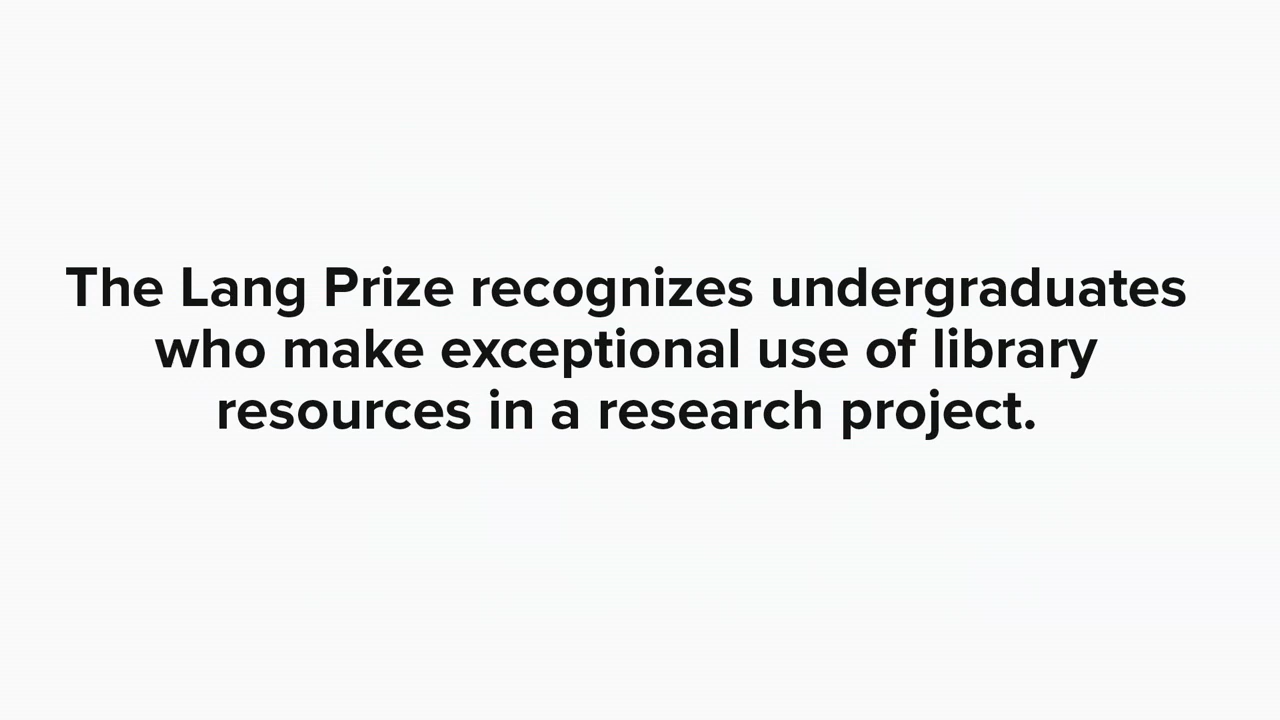 The Lang Prize recognizes undergraduates
who make exceptional use of library
resources in a research project.